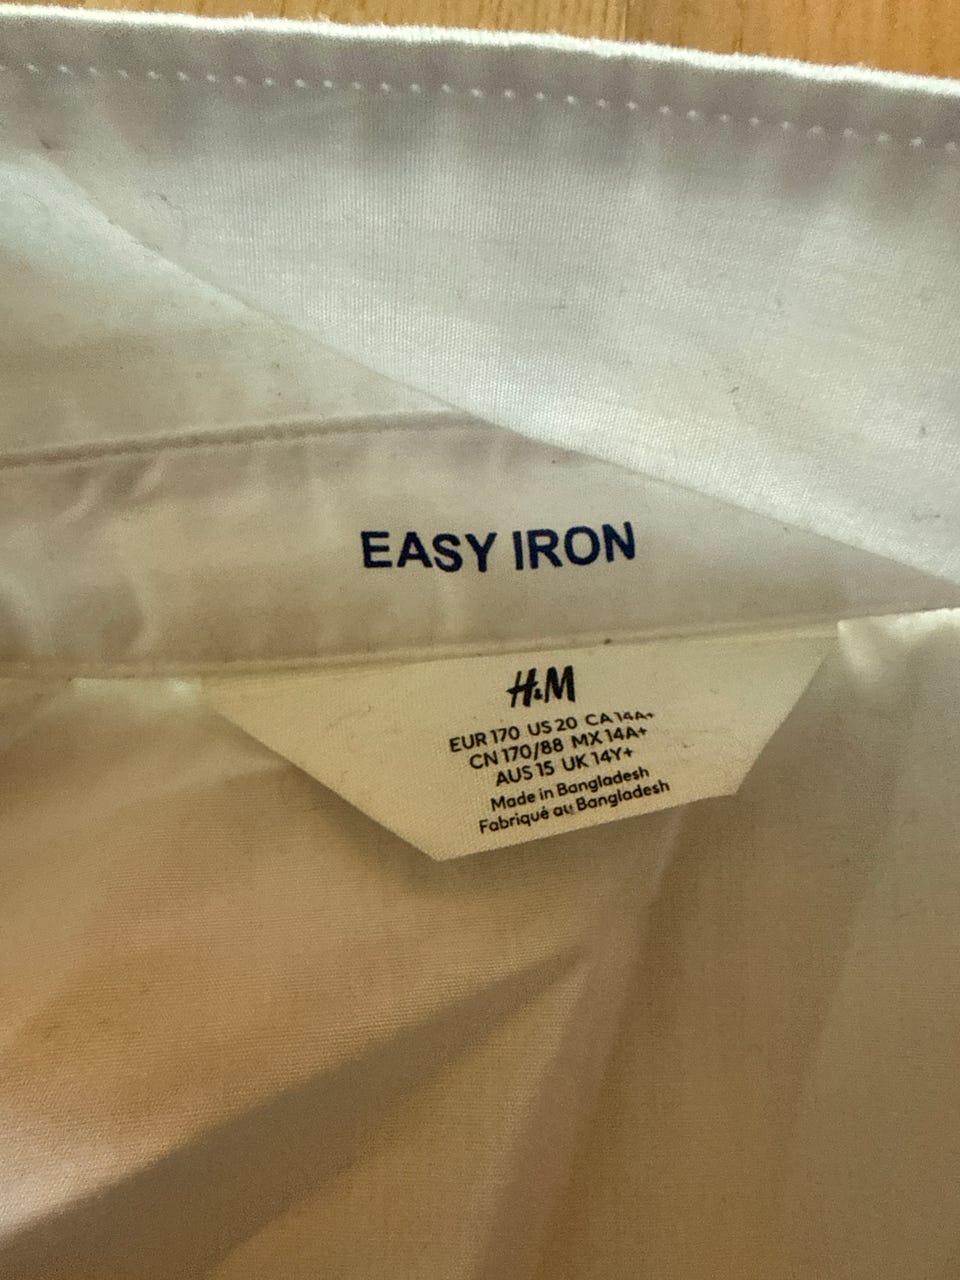 EASY IRON
H&M
EUR 170 US 20 CA 14A+
CN 170/88 MX 14A+
AUS 15 UK 14Y+
Made in Bangladesh
Fabriqué au Bangladesh